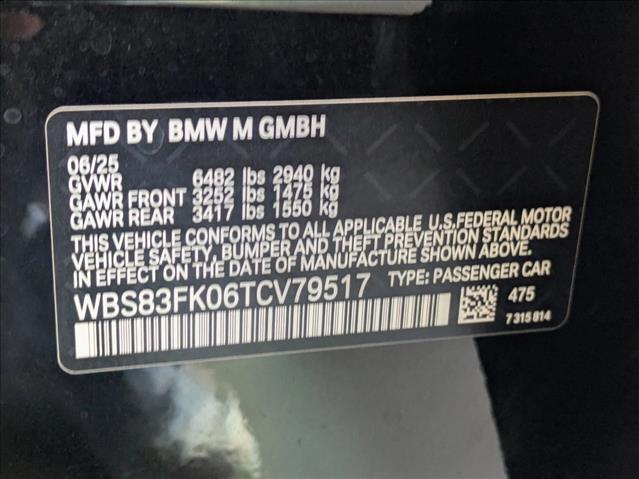 MFD BY BMW M GMBH
06/25
GVWR 6482 lbs 2940 kg
GAWR FRONT 3252 lbs 1475 kg
GAWR REAR 3417 lbs 1550 kg
THIS VEHICLE CONFORMS TO ALL APPLICABLE U.S.FEDERAL MOTOR
VEHICLE SAFETY, BUMPER AND THEFT PREVENTION STANDARDS
IN EFFECT ON THE DATE OF MANUFACTURE SHOWN ABOVE.
WBS83FK06TCV79517 TYPE: PASSENGER CAR
475
7 315 814